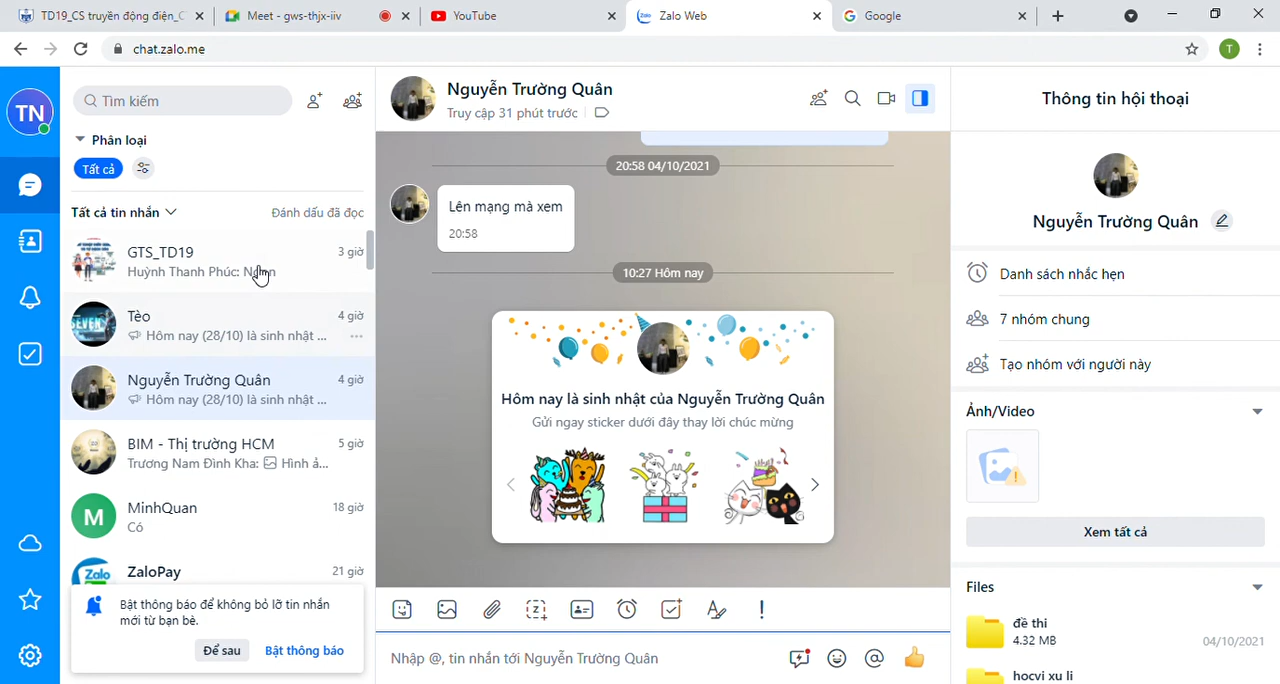 TD19_CS truyền động điện_C
Meet - gws-thjx-iiv
YouTube
Zalo Web
Google
chat.zalo.me
T
TN
Tìm kiếm
Phân loại
Tất cả
Tất cả tin nhắn
Đánh dấu đã đọc
GTS_TD19
3 giờ
Huỳnh Thanh Phúc:
Tèo
4 giờ
Hôm nay (28/10) là sinh nhật ...
Nguyễn Trường Quân
4 giờ
Hôm nay (28/10) là sinh nhật ...
BIM - Thị trường HCM
5 giờ
Trương Nam Đình Kha: Hình ả...
M
MinhQuan
18 giờ
Có
Zalo
ZaloPay
21 giờ
Bật thông báo để không bỏ lỡ tin nhắn
mới từ bạn bè.
Để sau
Bật thông báo
Nguyễn Trường Quân
Truy cập 31 phút trước
20:58 04/10/2021
Lên mạng mà xem
20:58
10:27 Hôm nay
Hôm nay là sinh nhật của Nguyễn Trường Quân
Gửi ngay sticker dưới đây thay lời chúc mừng
Nhập @, tin nhắn tới Nguyễn Trường Quân
Thông tin hội thoại
Nguyễn Trường Quân
Danh sách nhắc hẹn
7 nhóm chung
Tạo nhóm với người này
Ảnh/Video
Xem tất cả
Files
đề thi
4.32 MB
04/10/2021
hocvi xu li